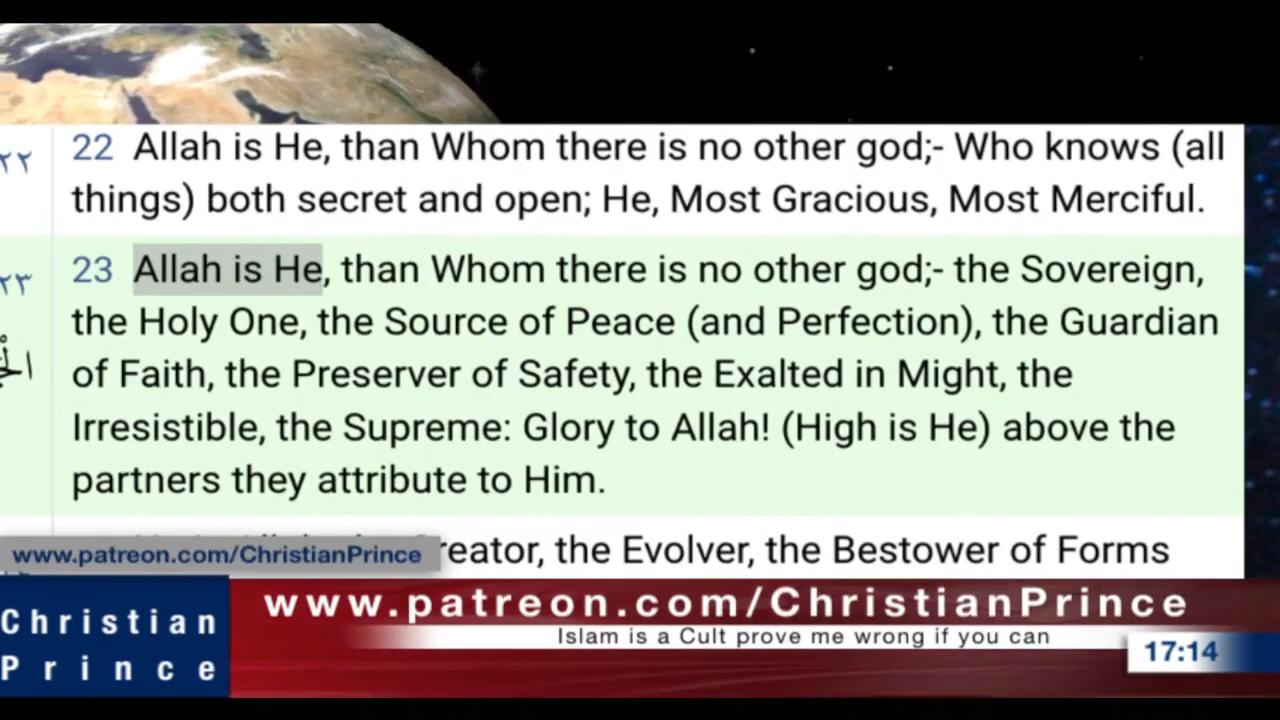 ٢٢
22 Allah is He, than Whom there is no other god;- Who knows (all
things) both secret and open; He, Most Gracious, Most Merciful.
٢٣
23 Allah is He, than Whom there is no other god;- the Sovereign,
the Holy One, the Source of Peace (and Perfection), the Guardian
of Faith, the Preserver of Safety, the Exalted in Might, the
Irresistible, the Supreme: Glory to Allah! (High is He) above the
partners they attribute to Him.
the Evolver, the Bestower of Forms
www.patreon.com/ChristianPrince
www.patreon.com/ChristianPrince
Islam is a Cult prove me wrong if you can
Christian
Prince
17:14